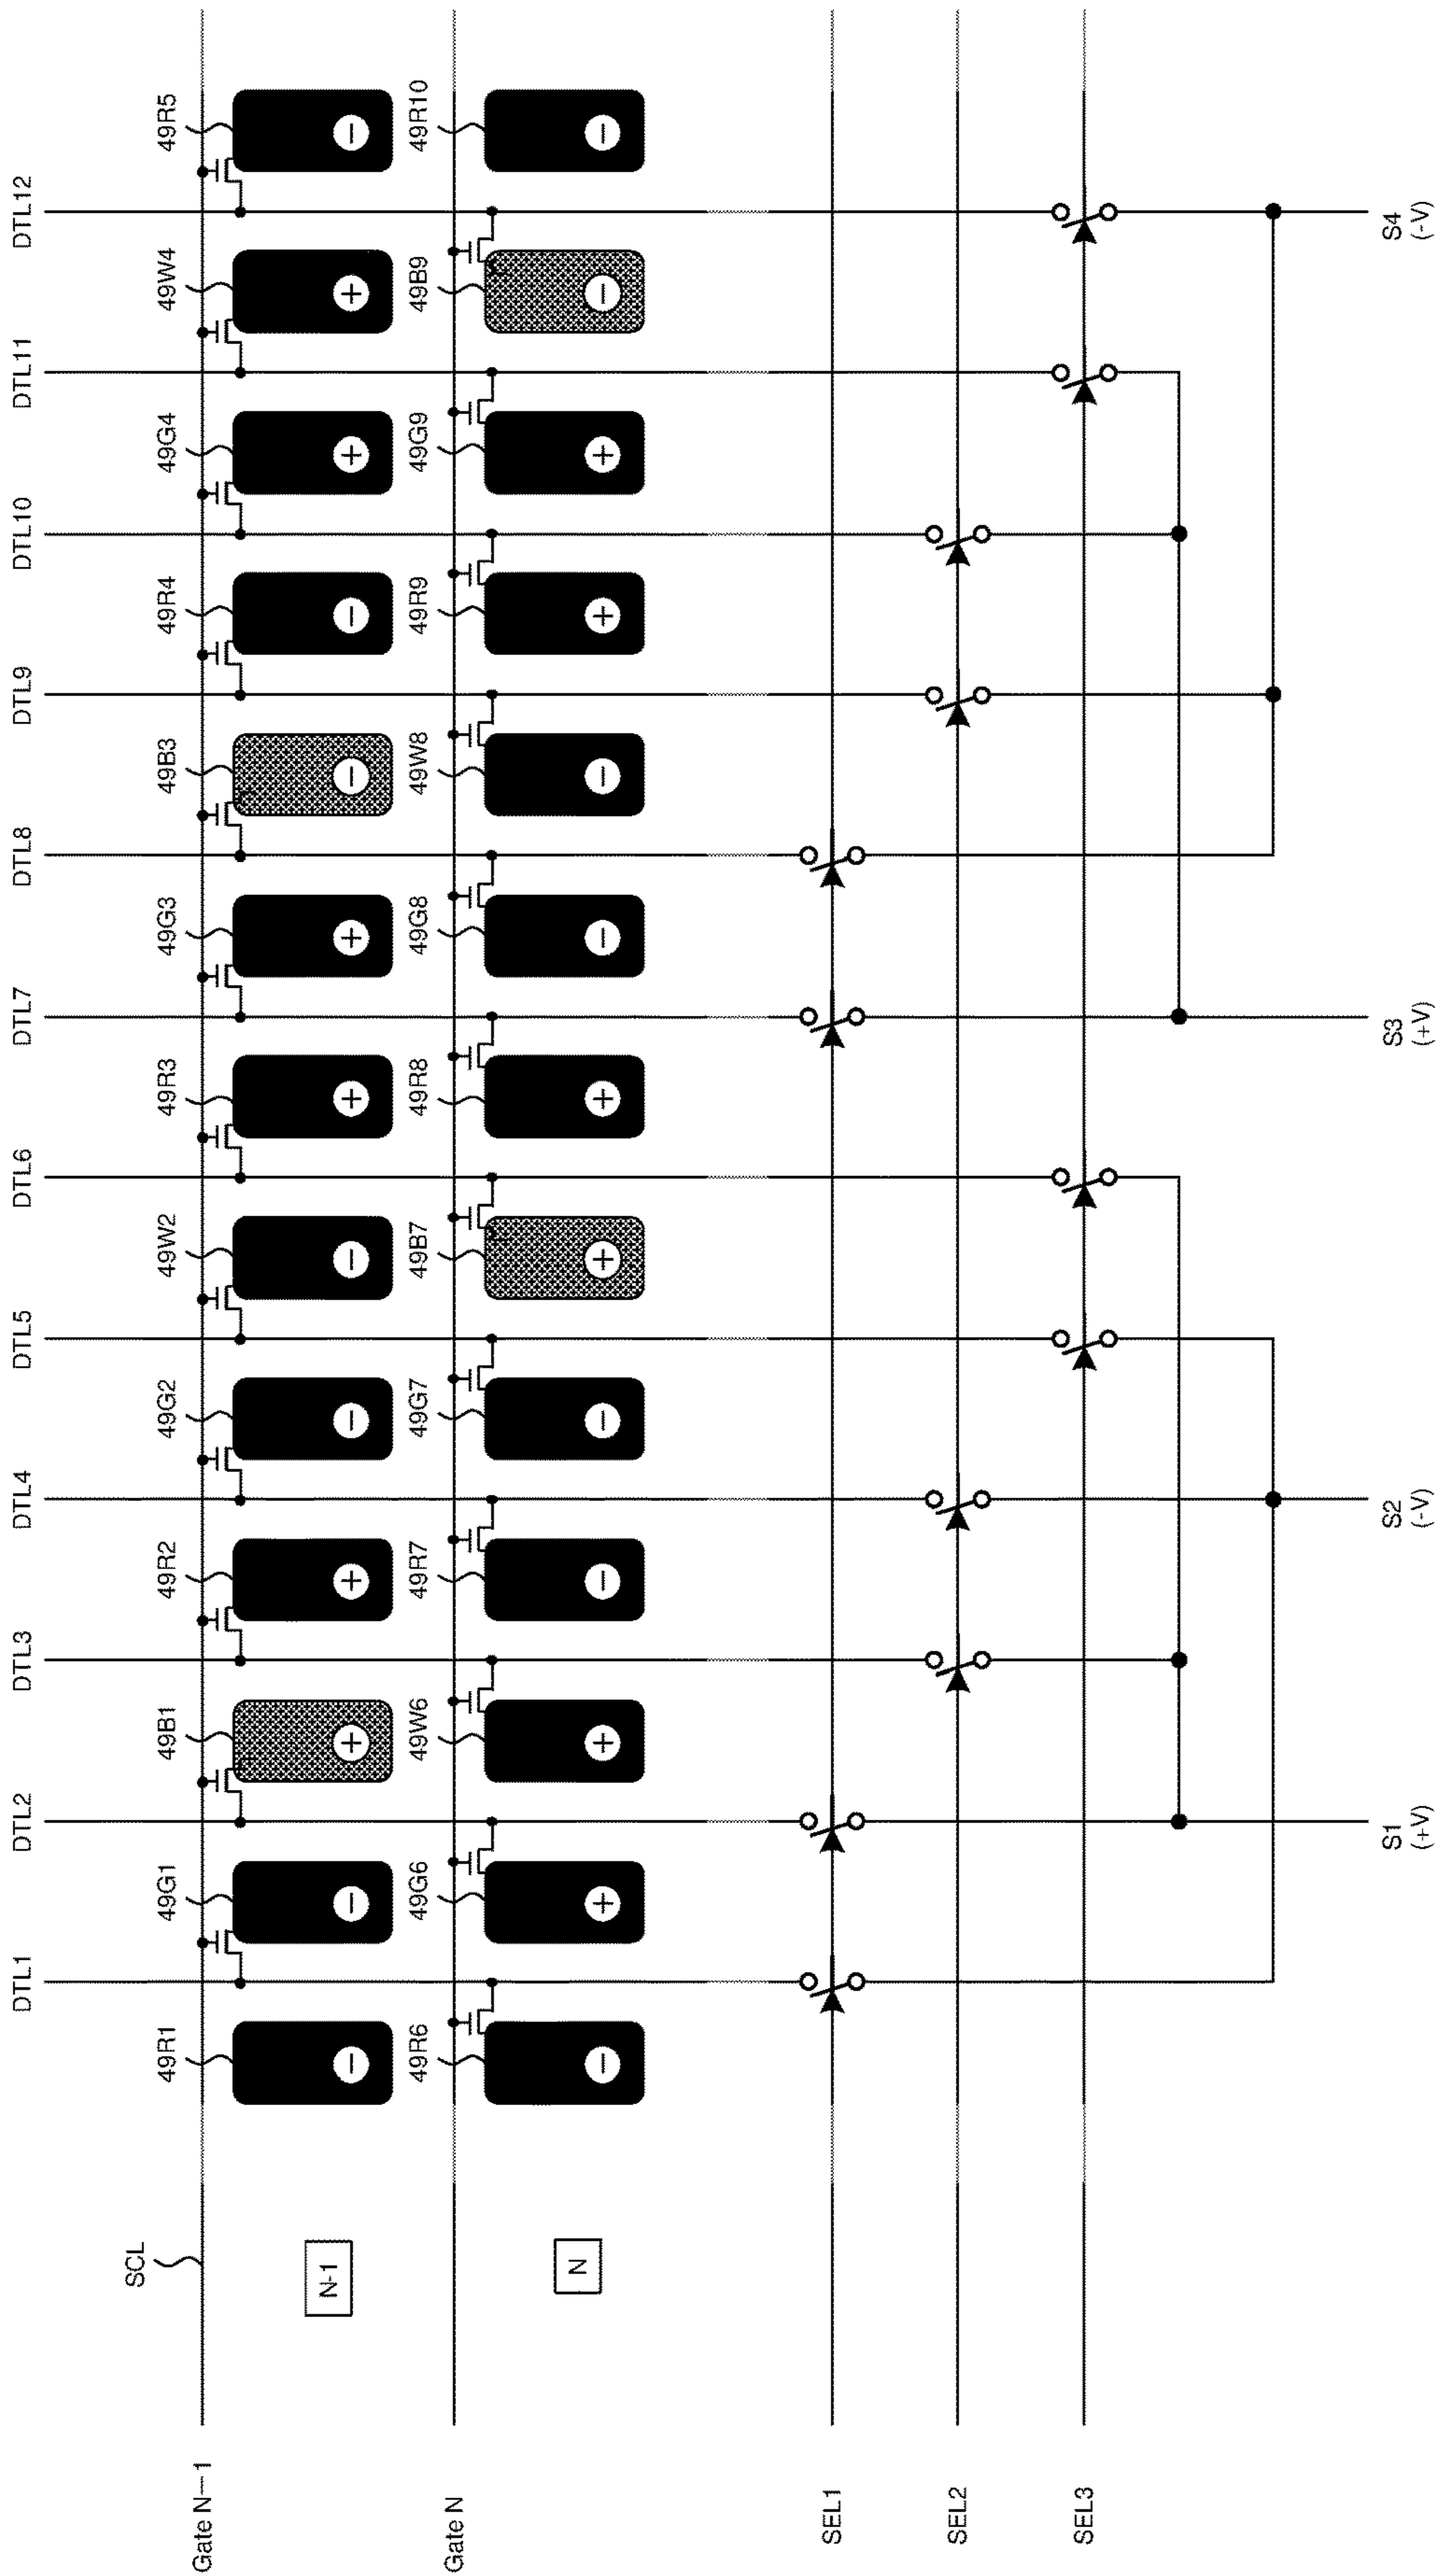 DTL1 DTL2 DTL3 DTL4 DTL5 DTL6 DTL7 DTL8 DTL9 DTL10 DTL11 DTL12
SCL
49R1 49G1 49B1 49R2 49G2 49W2 49R3 49G3 49B3 49R4 49G4 49W4 49R5
Gate N−1
N-1
− − + + − − + + − − + + −
49R6 49G6 49W6 49R7 49G7 49B7 49R8 49G8 49W8 49R9 49G9 49B9 49R10
Gate N
N
− + + − − + + − − + + − −
SEL1
SEL2
SEL3
S1 S2 S3 S4
(+V) (-V) (+V) (-V)